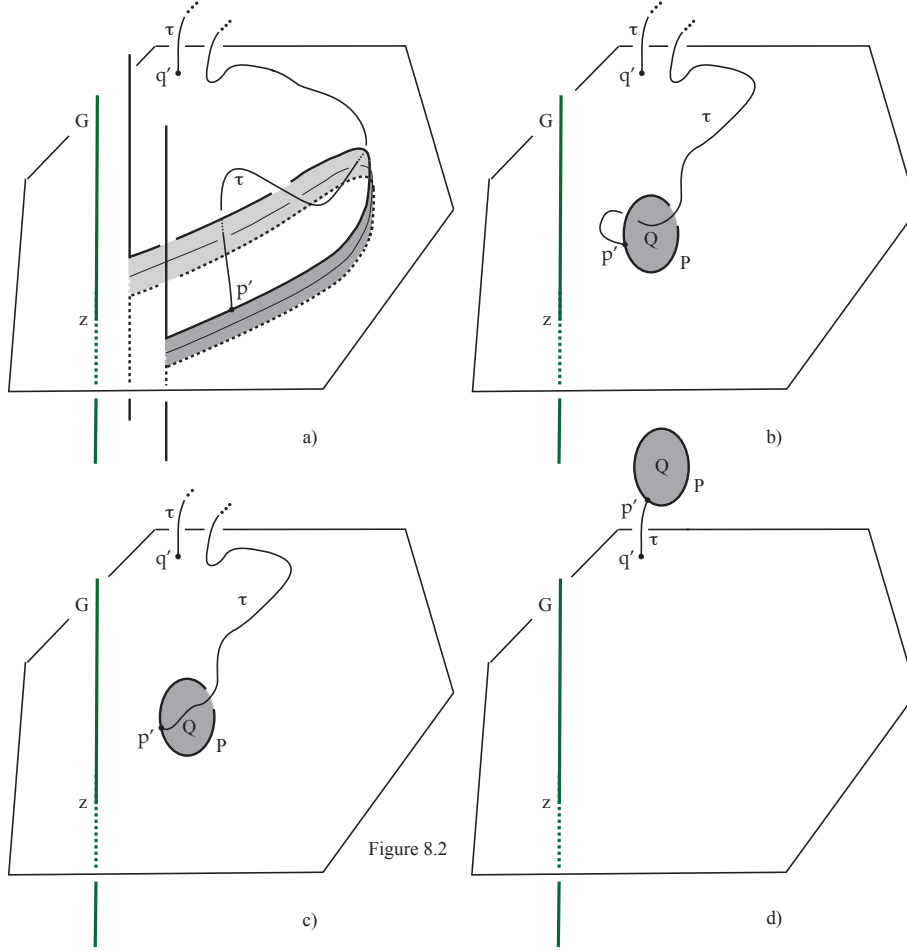 τ
q′
G
τ
p′
z
a)
τ
q′
τ
G
Q
p′
P
z
b)
τ
q′
τ
G
Q
p′
P
z
Figure 8.2
c)
Q
P
p′
τ
q′
G
z
d)